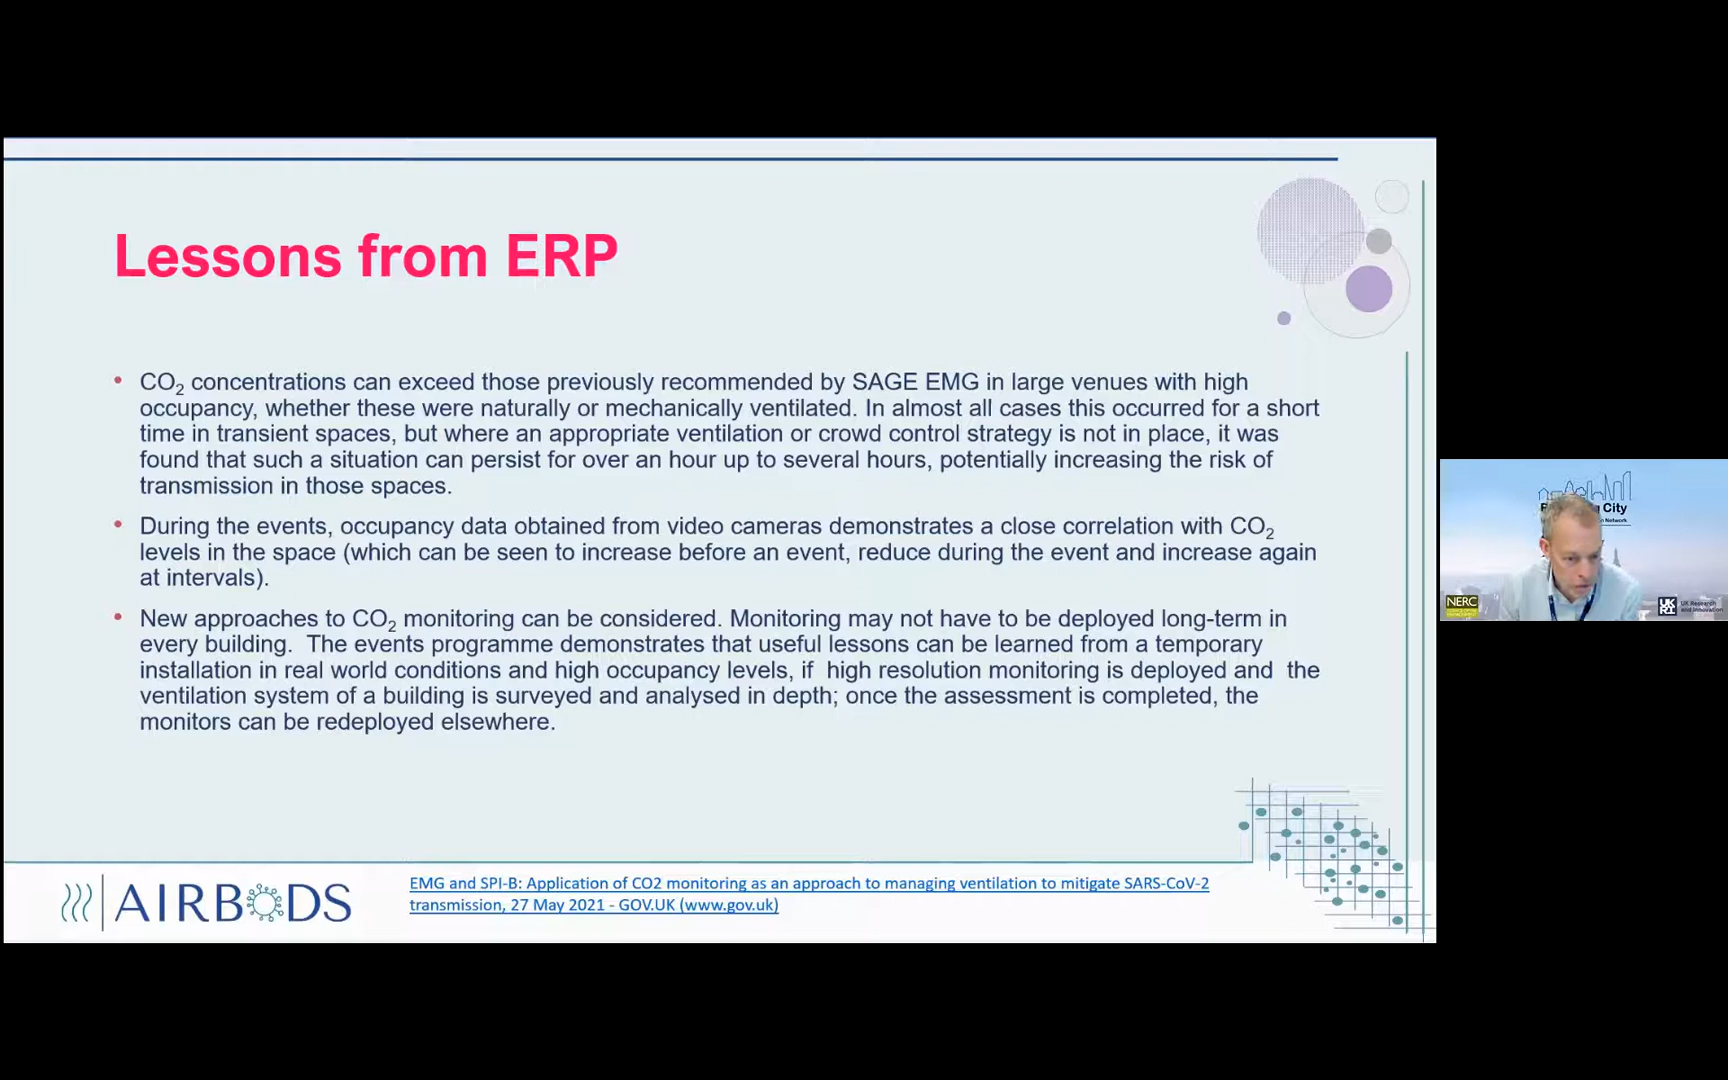 Lessons from ERP
• CO₂ concentrations can exceed those previously recommended by SAGE EMG in large venues with high
occupancy, whether these were naturally or mechanically ventilated. In almost all cases this occurred for a short
time in transient spaces, but where an appropriate ventilation or crowd control strategy is not in place, it was
found that such a situation can persist for over an hour up to several hours, potentially increasing the risk of
transmission in those spaces.
• During the events, occupancy data obtained from video cameras demonstrates a close correlation with CO₂
levels in the space (which can be seen to increase before an event, reduce during the event and increase again
at intervals).
• New approaches to CO₂ monitoring can be considered. Monitoring may not have to be deployed long-term in
every building.  The events programme demonstrates that useful lessons can be learned from a temporary
installation in real world conditions and high occupancy levels, if  high resolution monitoring is deployed and  the
ventilation system of a building is surveyed and analysed in depth; once the assessment is completed, the
monitors can be redeployed elsewhere.
AIRBODS
EMG and SPI-B: Application of CO2 monitoring as an approach to managing ventilation to mitigate SARS-CoV-2
transmission, 27 May 2021 - GOV.UK (www.gov.uk)
City
Network
NERC
UKRI
UK Research
and Innovation